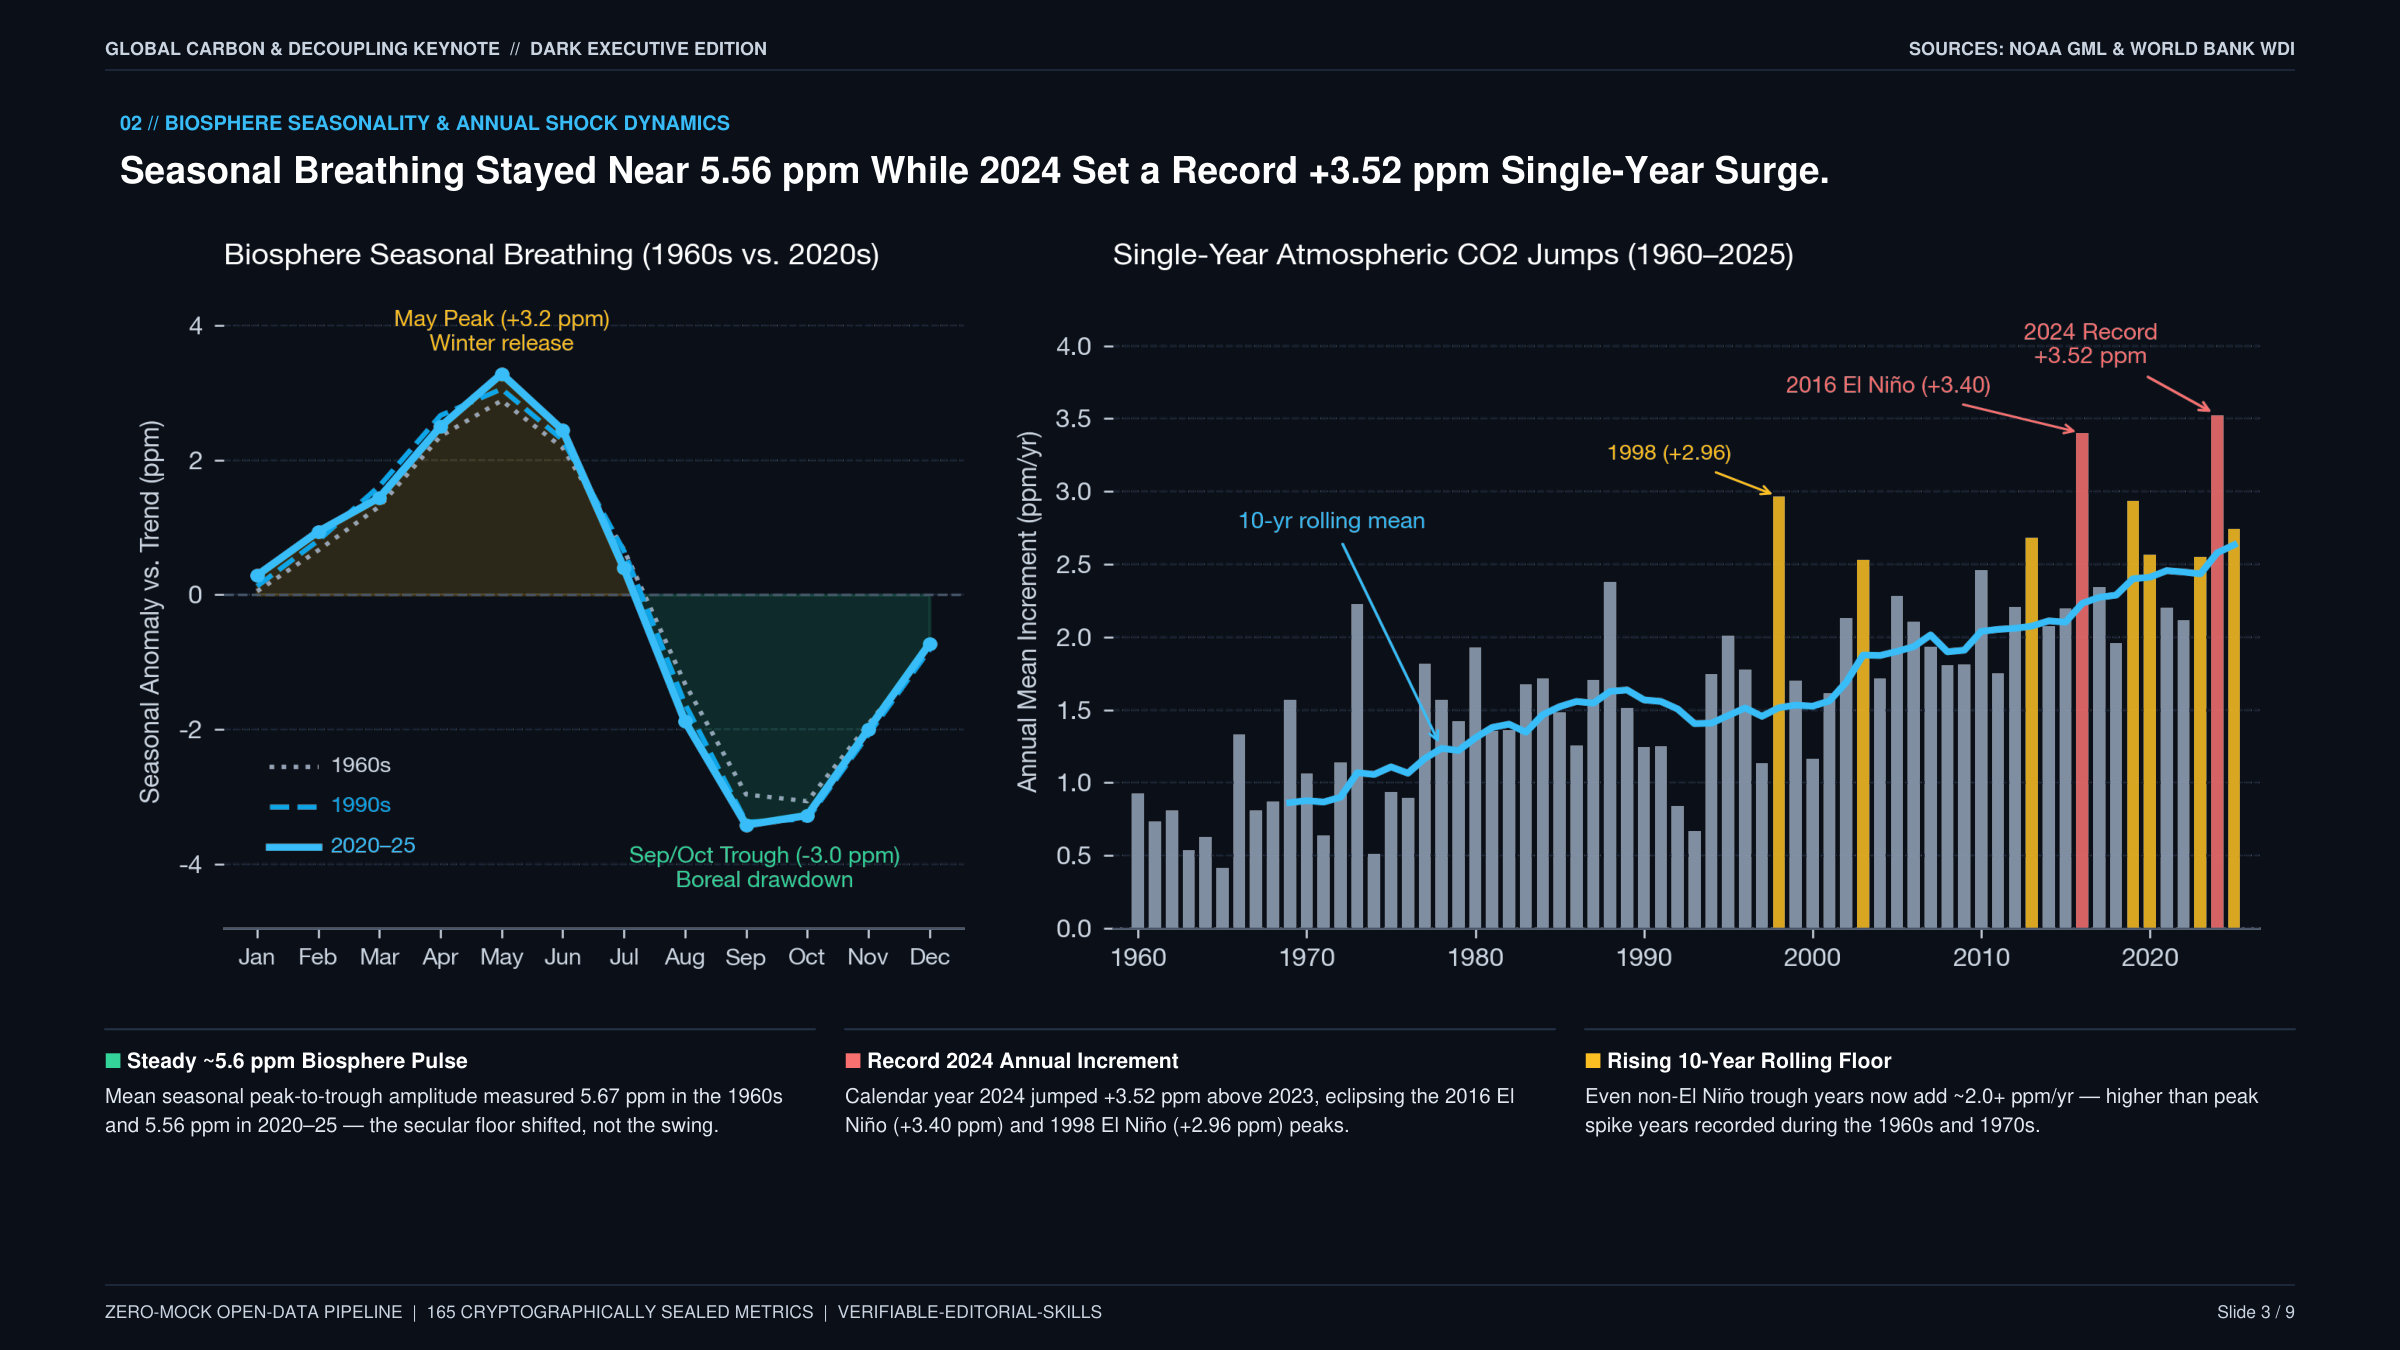 GLOBAL CARBON & DECOUPLING KEYNOTE // DARK EXECUTIVE EDITION
SOURCES: NOAA GML & WORLD BANK WDI
02 // BIOSPHERE SEASONALITY & ANNUAL SHOCK DYNAMICS
Seasonal Breathing Stayed Near 5.56 ppm While 2024 Set a Record +3.52 ppm Single-Year Surge.
Biosphere Seasonal Breathing (1960s vs. 2020s)
May Peak (+3.2 ppm)
Winter release
Seasonal Anomaly vs. Trend (ppm)
4
2
0
-2
-4
1960s
1990s
2020–25
Sep/Oct Trough (-3.0 ppm)
Boreal drawdown
Jan Feb Mar Apr May Jun Jul Aug Sep Oct Nov Dec
Single-Year Atmospheric CO2 Jumps (1960–2025)
2024 Record
+3.52 ppm
2016 El Niño (+3.40)
1998 (+2.96)
10-yr rolling mean
Annual Mean Increment (ppm/yr)
4.0
3.5
3.0
2.5
2.0
1.5
1.0
0.5
0.0
1960 1970 1980 1990 2000 2010 2020
Steady ~5.6 ppm Biosphere Pulse
Mean seasonal peak-to-trough amplitude measured 5.67 ppm in the 1960s
and 5.56 ppm in 2020–25 — the secular floor shifted, not the swing.
Record 2024 Annual Increment
Calendar year 2024 jumped +3.52 ppm above 2023, eclipsing the 2016 El
Niño (+3.40 ppm) and 1998 El Niño (+2.96 ppm) peaks.
Rising 10-Year Rolling Floor
Even non-El Niño trough years now add ~2.0+ ppm/yr — higher than peak
spike years recorded during the 1960s and 1970s.
ZERO-MOCK OPEN-DATA PIPELINE | 165 CRYPTOGRAPHICALLY SEALED METRICS | VERIFIABLE-EDITORIAL-SKILLS
Slide 3 / 9